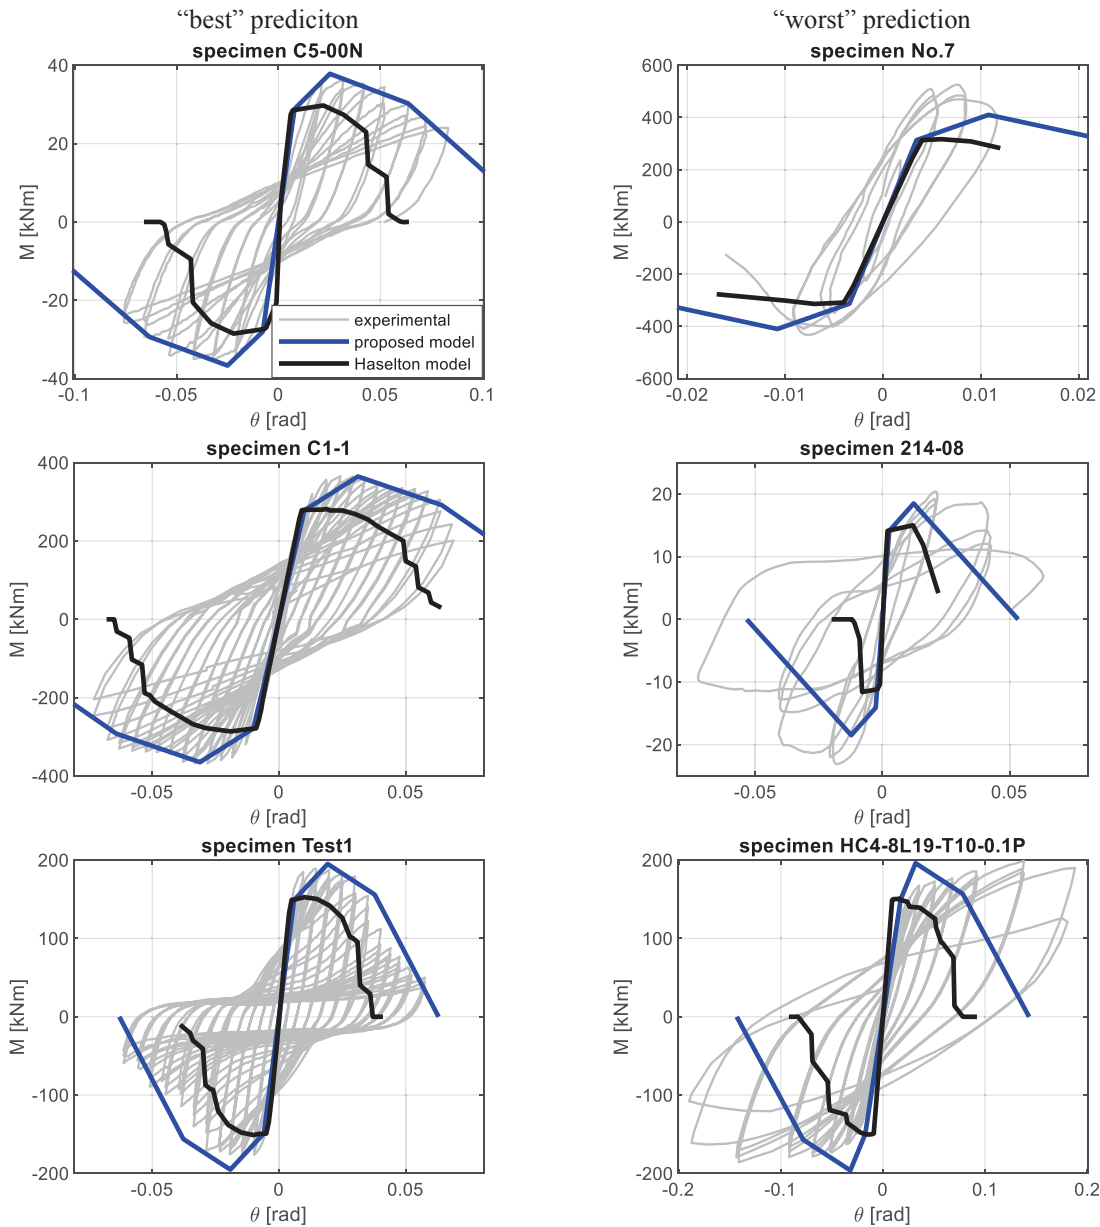 “best” prediciton
“worst” prediction
specimen C5-00N
40
20
0
-20
-40
M [kNm]
-0.1
-0.05
0
0.05
0.1
θ [rad]
experimental
proposed model
Haselton model
specimen No.7
600
400
200
0
-200
-400
-600
M [kNm]
-0.02
-0.01
0
0.01
0.02
θ [rad]
specimen C1-1
400
200
0
-200
-400
M [kNm]
-0.05
0
0.05
θ [rad]
specimen 214-08
20
10
0
-10
-20
M [kNm]
-0.05
0
0.05
θ [rad]
specimen Test1
200
100
0
-100
-200
M [kNm]
-0.05
0
0.05
θ [rad]
specimen HC4-8L19-T10-0.1P
200
100
0
-100
-200
M [kNm]
-0.2
-0.1
0
0.1
0.2
θ [rad]